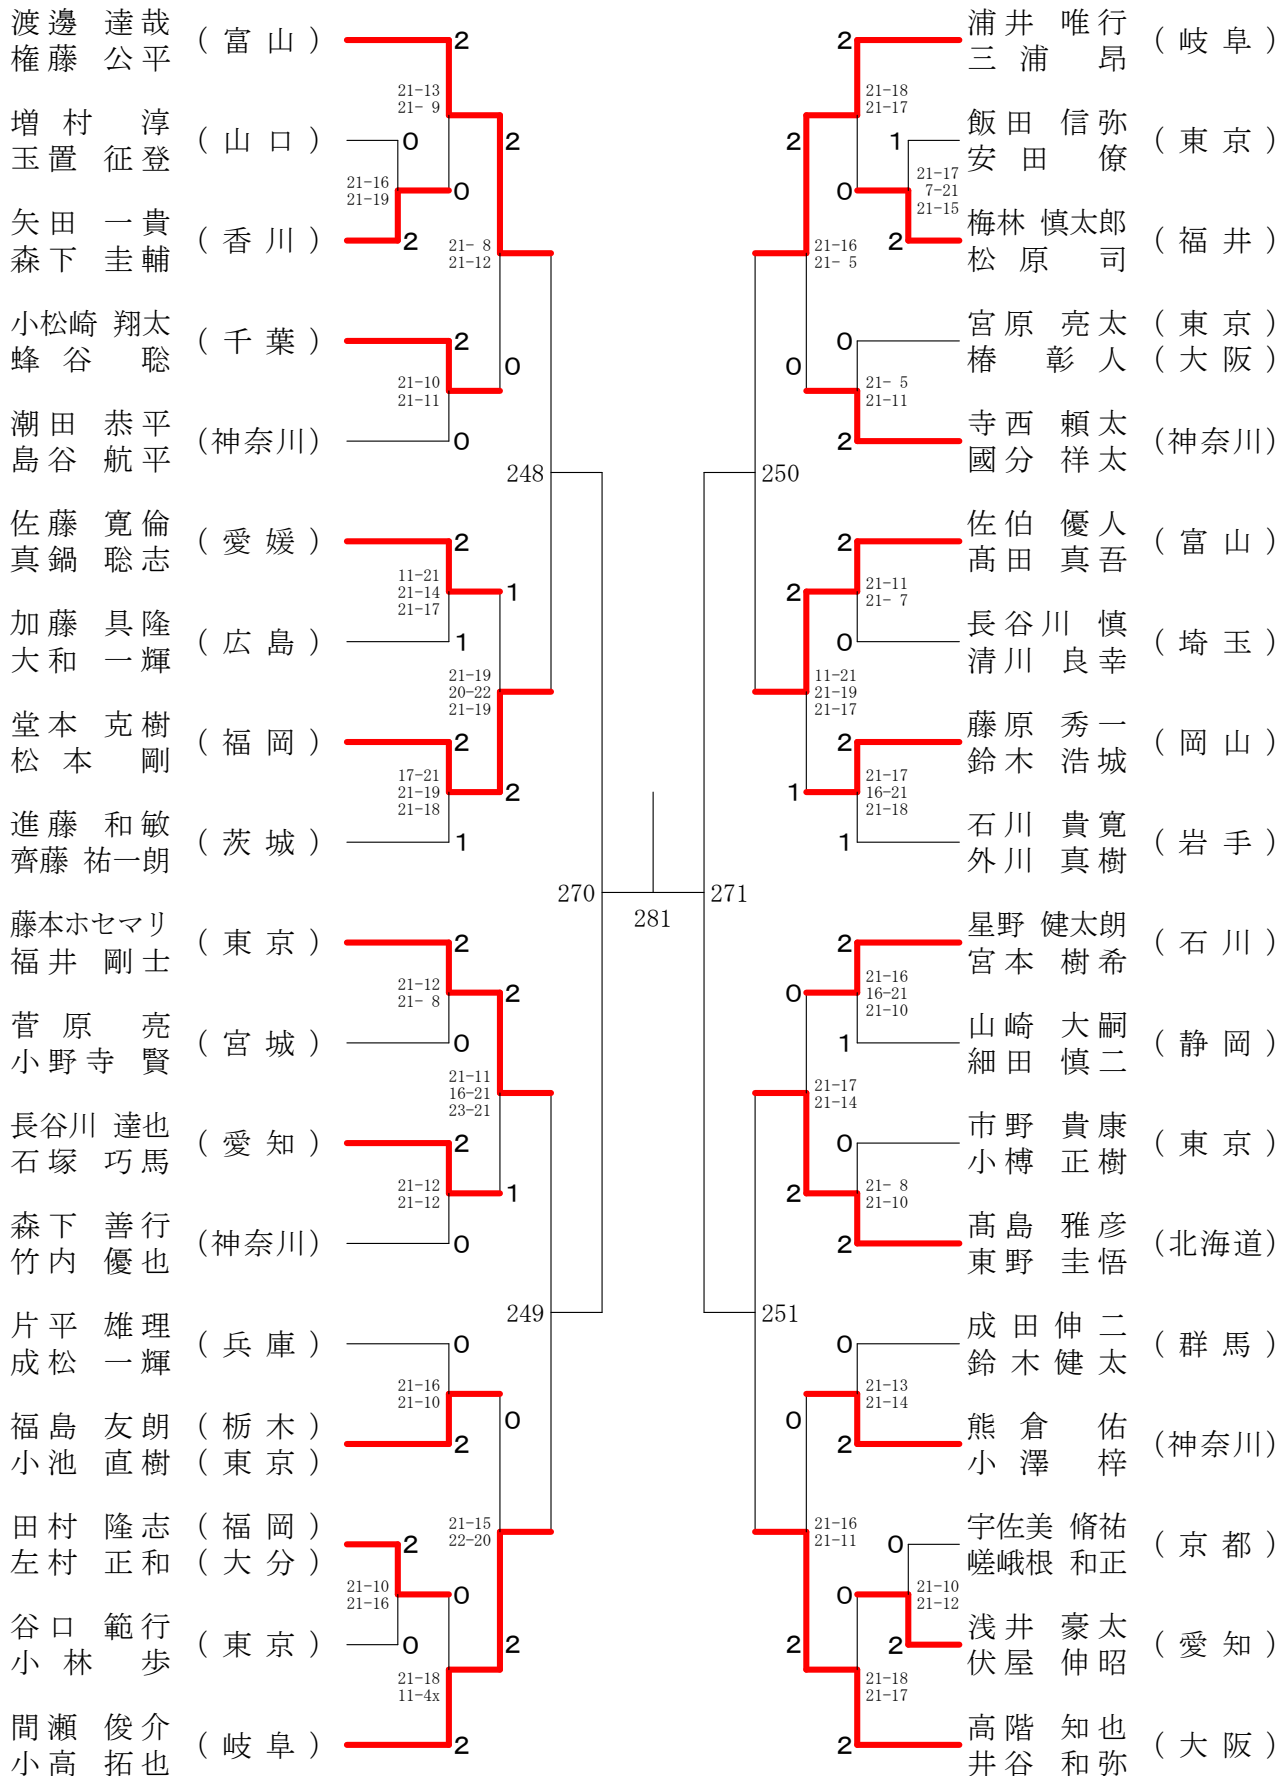 渡邊 達哉
権藤 公平
(富山)
2
21-13
21- 9
増村 淳
玉置 征登
(山口)
0
2
21-16
21-19
0
矢田 一貴
森下 圭輔
(香川)
2
21- 8
21-12
小松崎 翔太
蜂谷 聡
(千葉)
2
0
21-10
21-11
潮田 恭平
島谷 航平
(神奈川)
0
248
佐藤 寛倫
真鍋 聡志
(愛媛)
2
11-21
21-14
21-17
1
加藤 具隆
大和 一輝
(広島)
1
21-19
20-22
21-19
堂本 克樹
松本 剛
(福岡)
2
17-21
21-19
21-18
2
進藤 和敏
齊藤 祐一朗
(茨城)
1
270
281
藤本ホセマリ
福井 剛士
(東京)
2
21-12
21- 8
2
菅原 亮
小野寺 賢
(宮城)
0
21-11
16-21
23-21
長谷川 達也
石塚 巧馬
(愛知)
2
21-12
21-12
1
森下 善行
竹内 優也
(神奈川)
0
249
片平 雄理
成松 一輝
(兵庫)
0
21-16
21-10
0
福島 友朗
小池 直樹
(栃木)
(東京)
2
田村 隆志
左村 正和
(福岡)
(大分)
2
21-15
22-20
21-10
21-16
0
谷口 範行
小林 歩
(東京)
0
2
21-18
11-4x
間瀬 俊介
小高 拓也
(岐阜)
2
2
浦井 唯行
三浦 昂
(岐阜)
21-18
21-17
2
1
飯田 信弥
安田 僚
(東京)
21-17
7-21
21-15
0
2
梅林 慎太郎
松原 司
(福井)
21-16
21- 5
0
宮原 亮太
椿 彰人
(東京)
(大阪)
0
21- 5
21-11
2
寺西 頼太
國分 祥太
(神奈川)
250
2
佐伯 優人
髙田 真吾
(富山)
2
21-11
21- 7
0
長谷川 慎
清川 良幸
(埼玉)
11-21
21-19
21-17
2
藤原 秀一
鈴木 浩城
(岡山)
1
21-17
16-21
21-18
1
石川 貴寛
外川 真樹
(岩手)
271
2
星野 健太朗
宮本 樹希
(石川)
0
21-16
16-21
21-10
1
山崎 大嗣
細田 慎二
(静岡)
21-17
21-14
0
市野 貴康
小榑 正樹
(東京)
2
21- 8
21-10
2
髙島 雅彦
東野 圭悟
(北海道)
251
0
成田 伸二
鈴木 健太
(群馬)
0
21-13
21-14
2
熊倉 佑
小澤 梓
(神奈川)
21-16
21-11
0
宇佐美 脩祐
嵯峨根 和正
(京都)
0
21-10
21-12
2
浅井 豪太
伏屋 伸昭
(愛知)
2
21-18
21-17
2
高階 知也
井谷 和弥
(大阪)